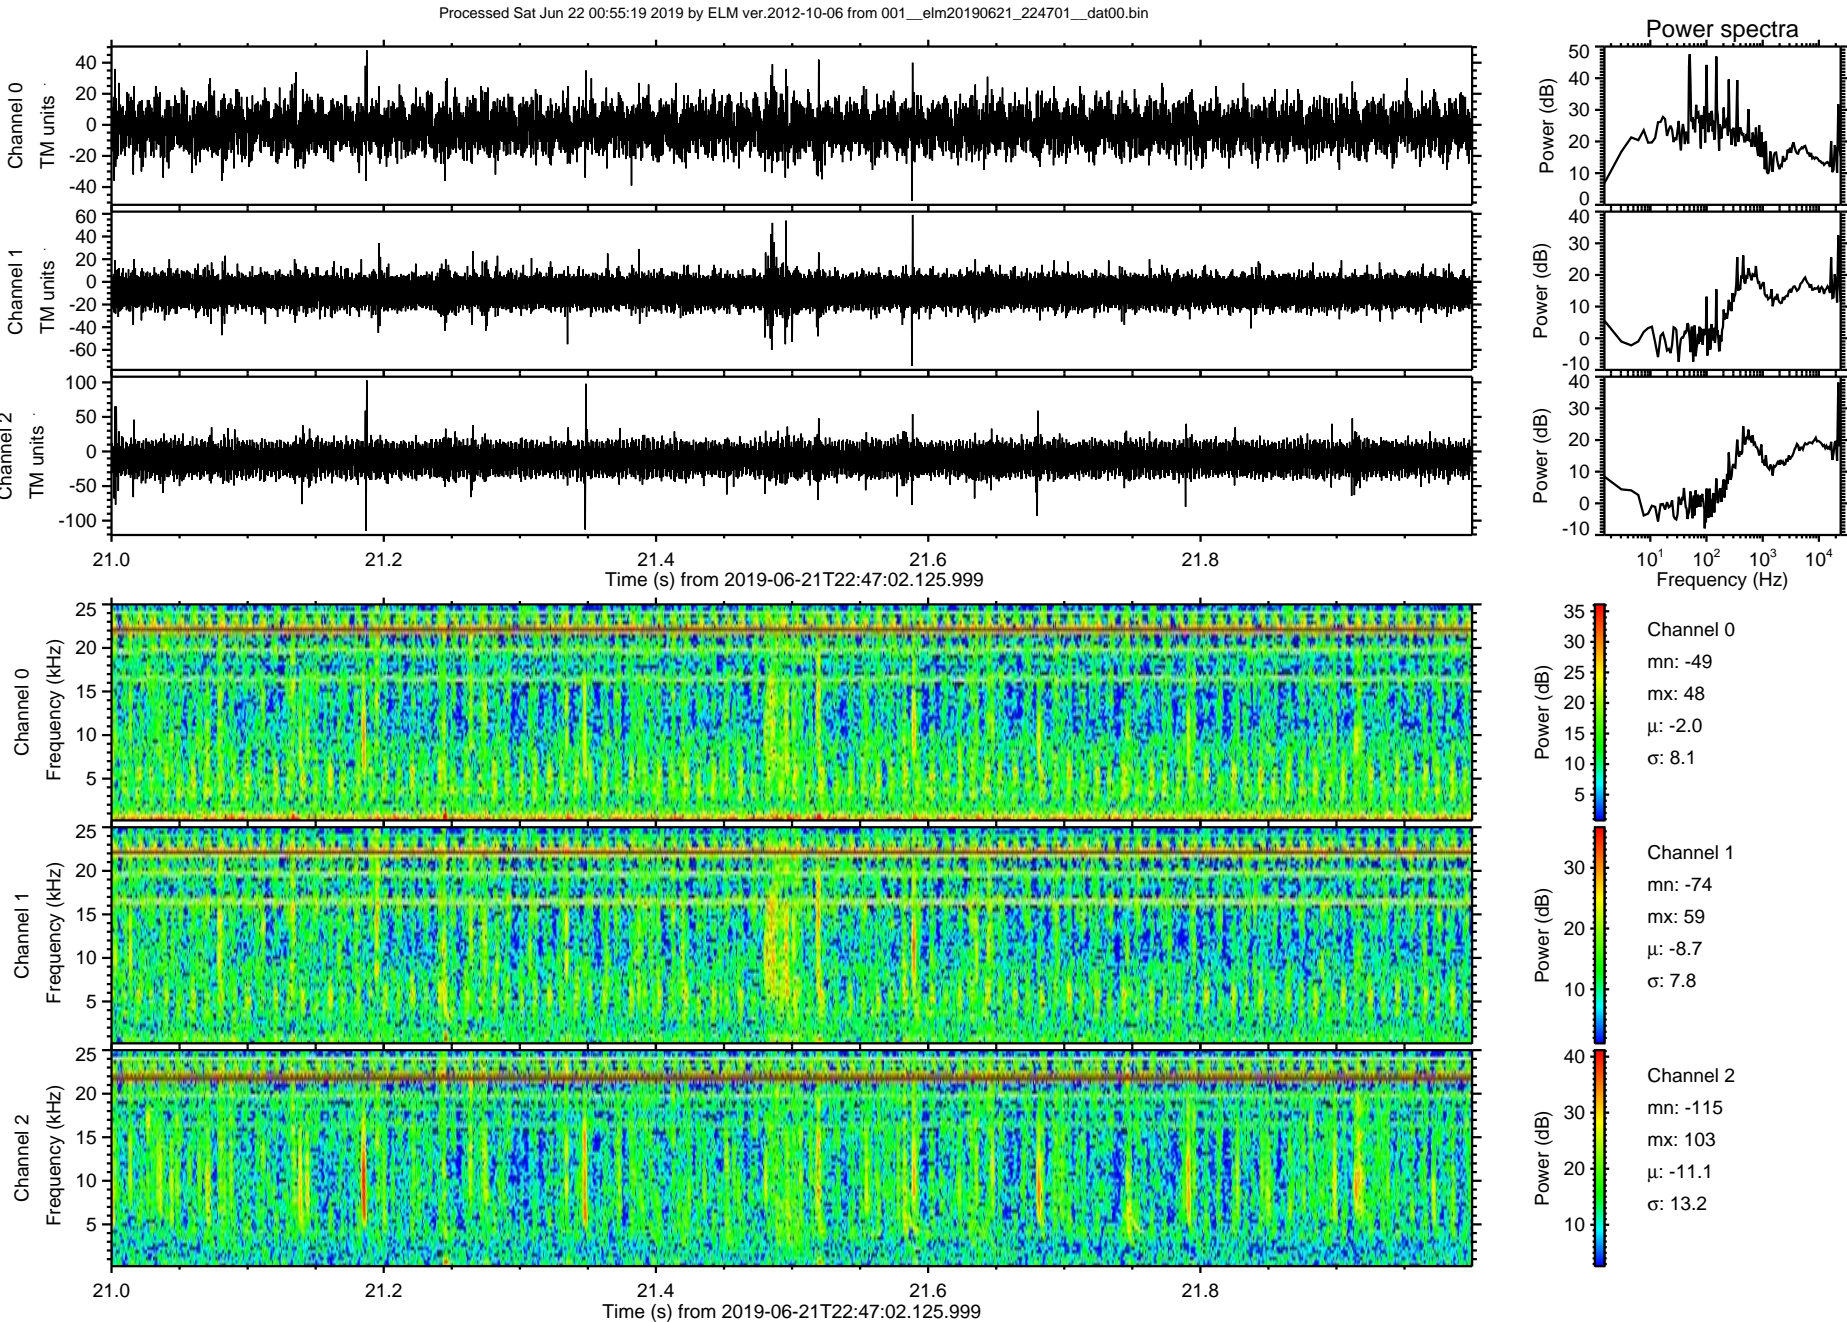 Processed Sat Jun 22 00:55:19 2019 by ELM ver.2012-10-06 from 001__elm20190621_224701__dat00.bin
Power spectra
Channel 0
TM units
40
20
0
-20
-40
Power (dB)
50
40
30
20
10
0
Channel 1
TM units
60
40
20
0
-20
-40
-60
Power (dB)
40
30
20
10
0
-10
Channel 2
TM units
100
50
0
-50
-100
Power (dB)
40
30
20
10
0
-10
21.0 21.2 21.4 21.6 21.8
Time (s) from 2019-06-21T22:47:02.125.999
10^1 10^2 10^3 10^4
Frequency (Hz)
Channel 0
Frequency (kHz)
25
20
15
10
5
Power (dB)
35
30
25
20
15
10
5
Channel 0
mn: -49
mx: 48
μ: -2.0
σ: 8.1
Channel 1
Frequency (kHz)
25
20
15
10
5
Power (dB)
30
20
10
Channel 1
mn: -74
mx: 59
μ: -8.7
σ: 7.8
Channel 2
Frequency (kHz)
25
20
15
10
5
Power (dB)
40
30
20
10
Channel 2
mn: -115
mx: 103
μ: -11.1
σ: 13.2
21.0 21.2 21.4 21.6 21.8
Time (s) from 2019-06-21T22:47:02.125.999